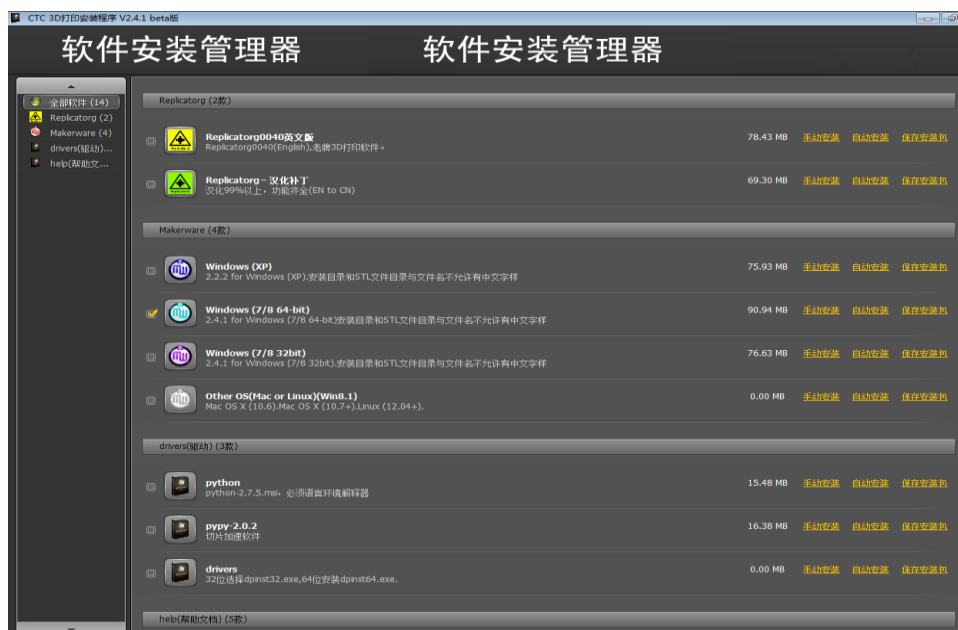 CTC 3D打印安装程序 V2.4.1 beta版
软件安装管理器
软件安装管理器
全部软件 (14)
Replicatorg (2)
Makerware (4)
drivers(驱动)...
help(帮助文...
Replicatorg (2款)
Replicatorg0040英文版
Replicatorg0040(English),老牌3D打印软件。
78.43 MB 手动安装 自动安装 保存安装包
Replicatorg－汉化补丁
汉化99%以上，功能齐全(EN to CN)
69.30 MB 手动安装 自动安装 保存安装包
Makerware (4款)
Windows (XP)
2.2.2 for Windows (XP).安装目录和STL文件目录与文件名不允许有中文字样
75.93 MB 手动安装 自动安装 保存安装包
Windows (7/8 64-bit)
2.4.1 for Windows (7/8 64-bit)安装目录和STL文件目录与文件名不允许有中文字样
90.94 MB 手动安装 自动安装 保存安装包
Windows (7/8 32bit)
2.4.1 for Windows (7/8 32bit).安装目录和STL文件目录与文件名不允许有中文字样
76.63 MB 手动安装 自动安装 保存安装包
Other OS(Mac or Linux)(Win8.1)
Mac OS X (10.6).Mac OS X (10.7+).Linux (12.04+).
0.00 MB 手动安装 自动安装 保存安装包
drivers(驱动) (3款)
python
python-2.7.5.msi，必须语言环境解释器
15.48 MB 手动安装 自动安装 保存安装包
pypy-2.0.2
切片加速软件
16.38 MB 手动安装 自动安装 保存安装包
drivers
32位选择dpinst32.exe,64位安装dpinst64.exe.
0.00 MB 手动安装 自动安装 保存安装包
help(帮助文档) (5款)